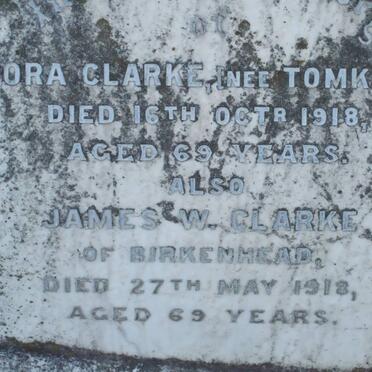 ORA CLARKE, [NEE TOMK
DIED 16TH OCTR 1918,
AGED 69 YEARS.
ALSO
JAMES W. CLARKE
OF BIRKENHEAD,
DIED 27TH MAY 1918,
AGED 69 YEARS.